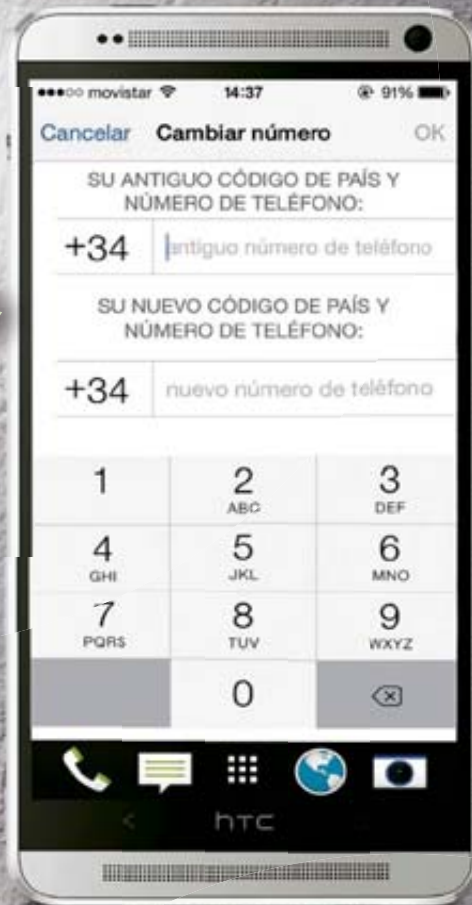 ●●●○○ movistar 14:37 91%
Cancelar Cambiar número OK
SU ANTIGUO CÓDIGO DE PAÍS Y
NÚMERO DE TELÉFONO:
+34 antiguo número de teléfono
SU NUEVO CÓDIGO DE PAÍS Y
NÚMERO DE TELÉFONO:
+34 nuevo número de teléfono
1 2 3
ABC DEF
4 5 6
GHI JKL MNO
7 8 9
PQRS TUV WXYZ
0
hTC